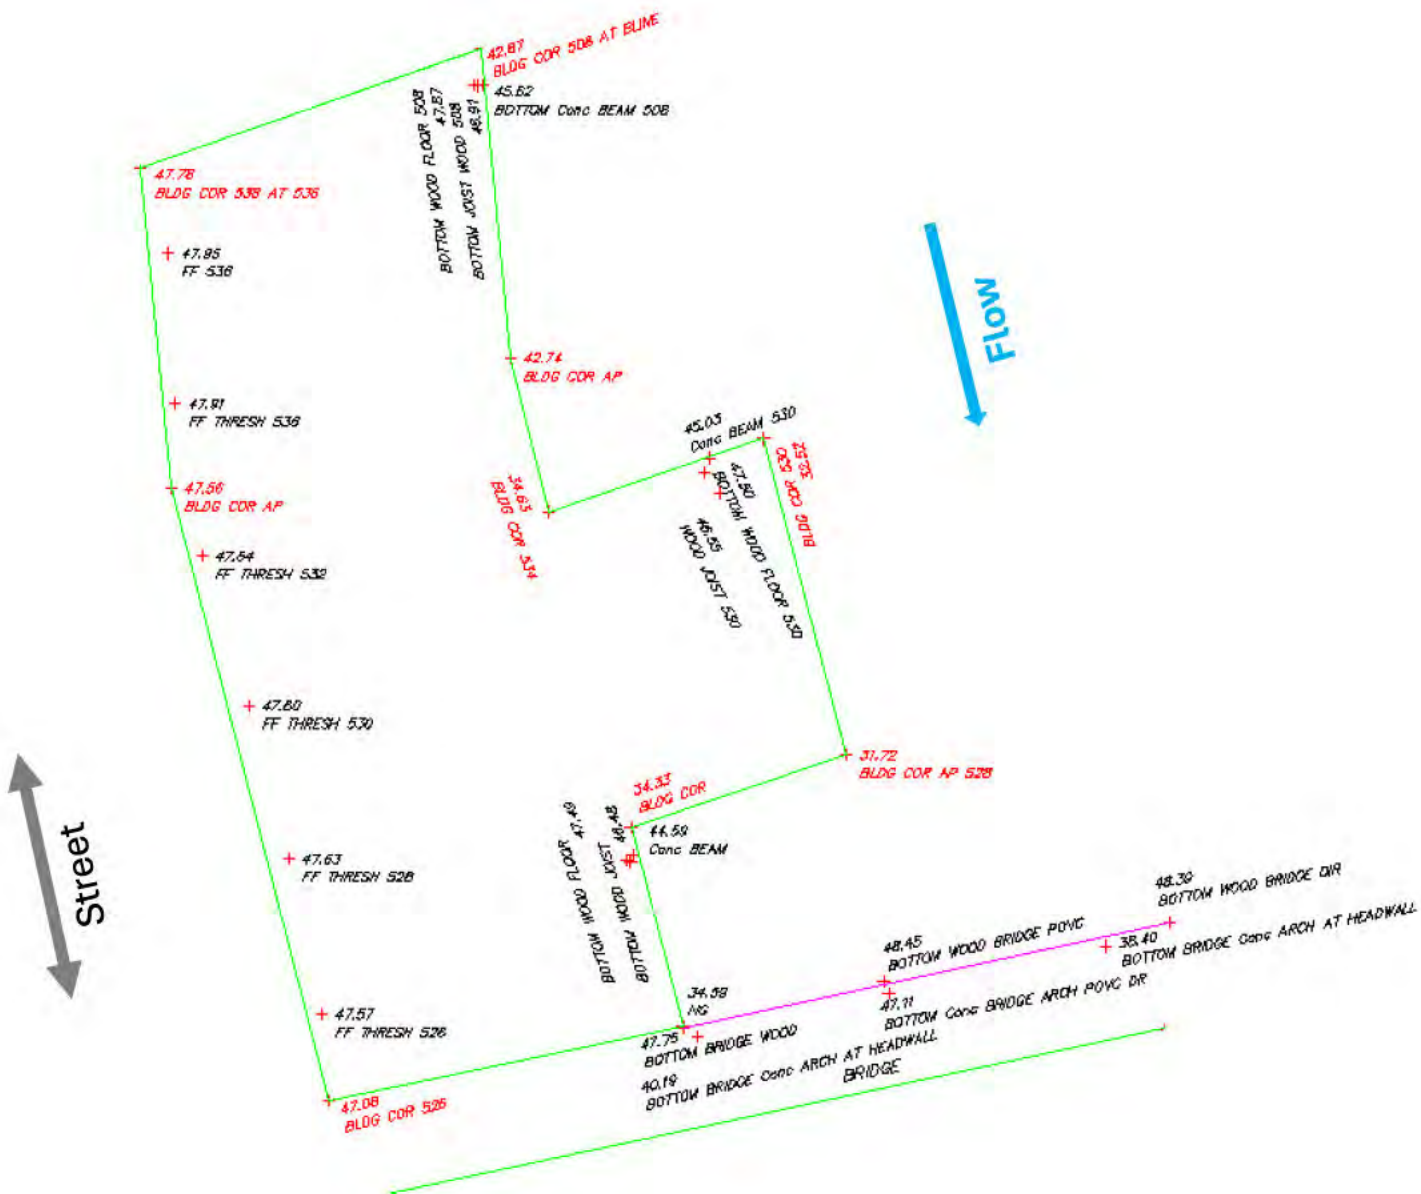 42.87
BLDG COR 508 AT BLINE
45.62
BOTTOM Conc BEAM 508
BOTTOM WOOD FLOOR 508
47.87
BOTTOM JOIST WOOD 508
46.91
47.78
BLDG COR 538 AT 536
47.95
FF 536
47.91
FF THRESH 536
47.56
BLDG COR AP
47.64
FF THRESH 532
47.60
FF THRESH 530
47.63
FF THRESH 528
47.57
FF THRESH 526
47.08
BLDG COR 526
42.74
BLDG COR AP
34.63
BLDG COR 534
45.03
Conc BEAM 530
47.50
BOTTOM WOOD FLOOR 530
46.55
WOOD JOIST 530
32.52
BLDG COR 530
31.72
BLDG COR AP 528
34.33
BLDG COR
44.59
Conc BEAM
47.49
BOTTOM WOOD FLOOR
46.48
BOTTOM WOOD JOIST
34.59
NG
47.75
BOTTOM BRIDGE WOOD
40.19
BOTTOM BRIDGE Conc ARCH AT HEADWALL
BRIDGE
48.45
BOTTOM WOOD BRIDGE POVC
47.11
BOTTOM Conc BRIDGE ARCH POVC DR
48.39
BOTTOM WOOD BRIDGE DIR
38.40
BOTTOM BRIDGE Conc ARCH AT HEADWALL
Flow
Street